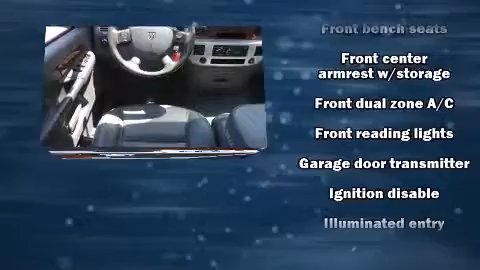 Front bench seats
Front center
armrest w/storage
Front dual zone A/C
Front reading lights
Garage door transmitter
Ignition disable
Illuminated entry